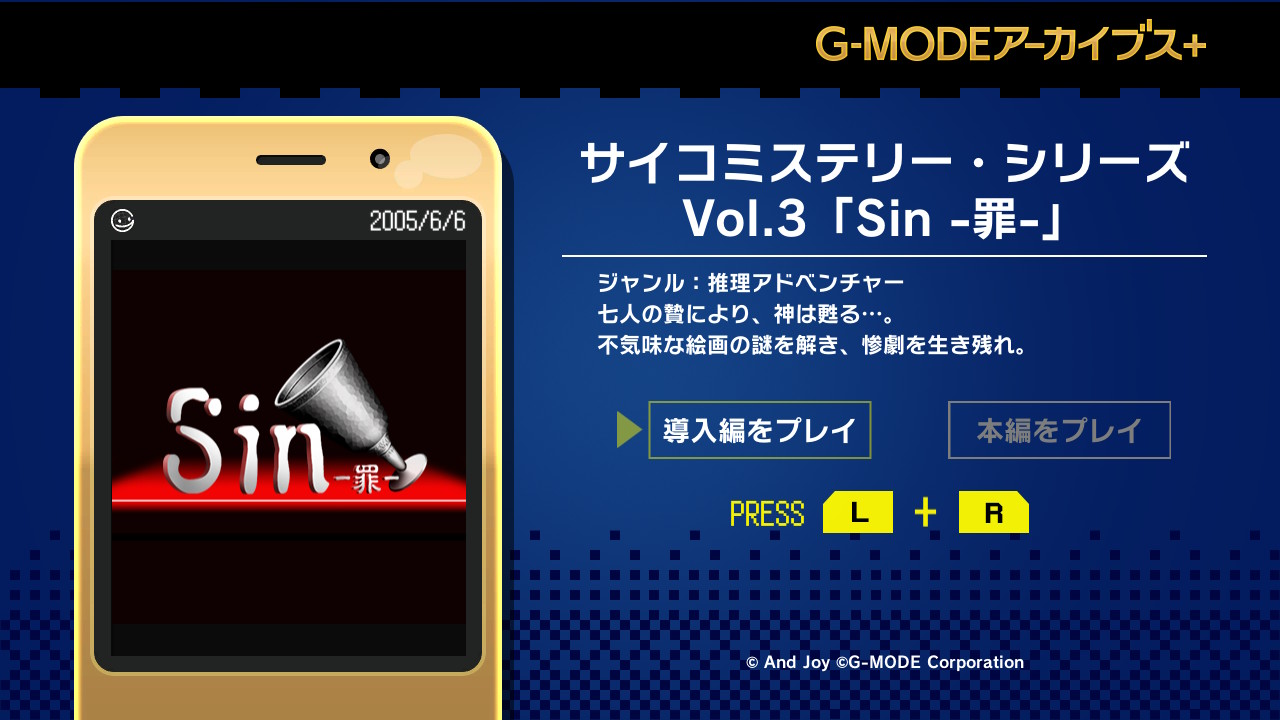 G-MODEアーカイブス+
サイコミステリー・シリーズ
Vol.3「Sin -罪-」
2005/6/6
ジャンル：推理アドベンチャー
七人の贄により、神は甦る…。
不気味な絵画の謎を解き、惨劇を生き残れ。
Sin
-罪-
導入編をプレイ
本編をプレイ
PRESS L + R
© And Joy ©G-MODE Corporation